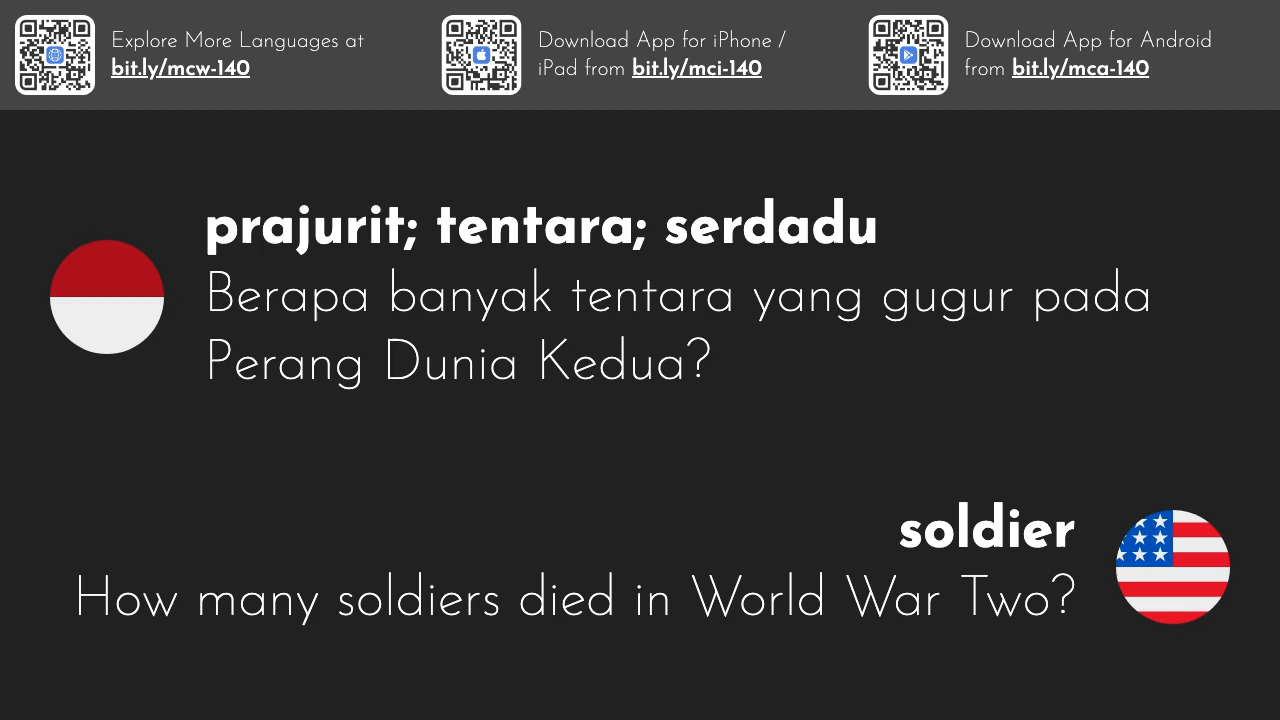 Explore More Languages at
bit.ly/mcw-140
Download App for iPhone /
iPad from bit.ly/mci-140
Download App for Android
from bit.ly/mca-140
prajurit; tentara; serdadu
Berapa banyak tentara yang gugur pada
Perang Dunia Kedua?
soldier
How many soldiers died in World War Two?